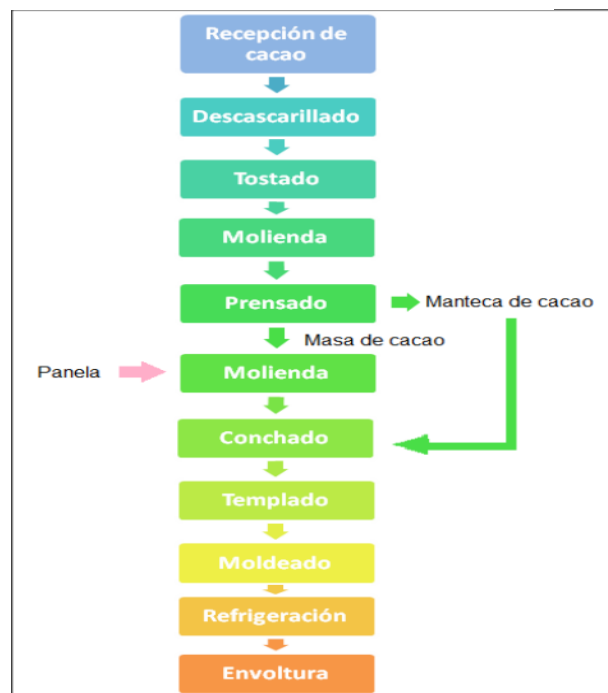 Recepción de
cacao
Descascarillado
Tostado
Molienda
Prensado
Manteca de cacao
Masa de cacao
Panela
Molienda
Conchado
Templado
Moldeado
Refrigeración
Envoltura